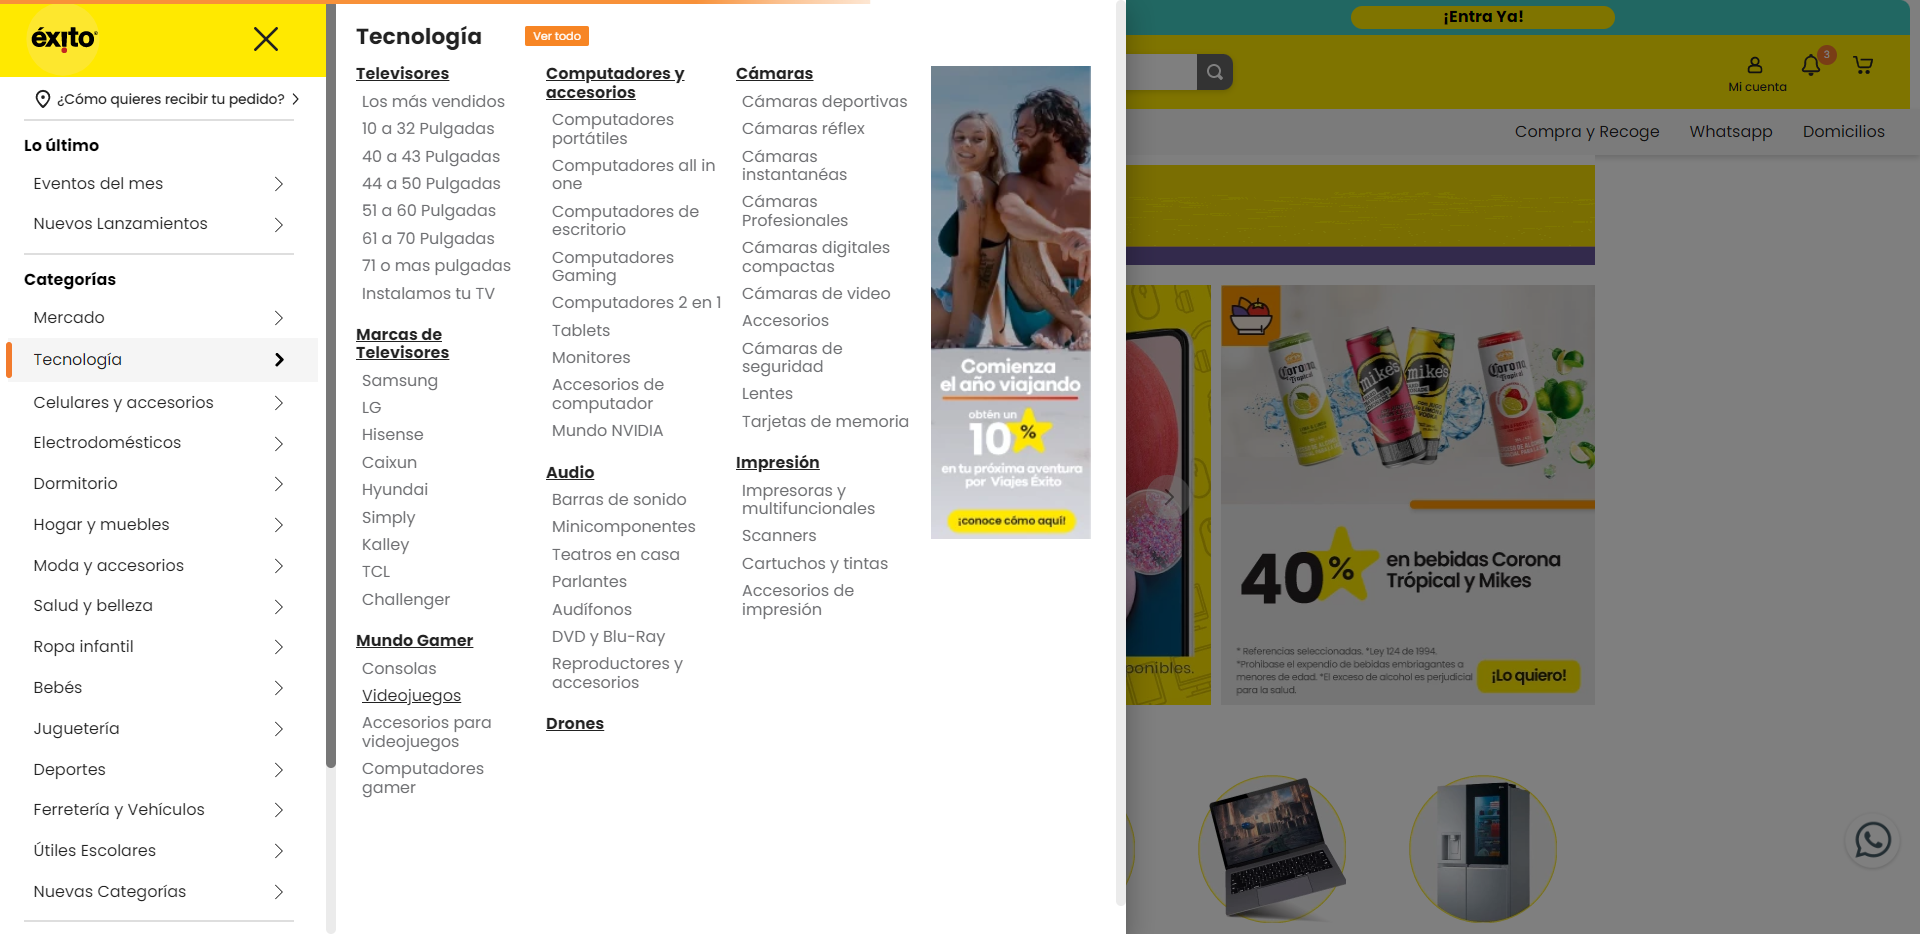 éxito
¿Cómo quieres recibir tu pedido?
Lo último
Eventos del mes
Nuevos Lanzamientos
Categorías
Mercado
Tecnología
Celulares y accesorios
Electrodomésticos
Dormitorio
Hogar y muebles
Moda y accesorios
Salud y belleza
Ropa infantil
Bebés
Juguetería
Deportes
Ferretería y Vehículos
Útiles Escolares
Nuevas Categorías
Tecnología
Ver todo
Televisores
Los más vendidos
10 a 32 Pulgadas
40 a 43 Pulgadas
44 a 50 Pulgadas
51 a 60 Pulgadas
61 a 70 Pulgadas
71 o mas pulgadas
Instalamos tu TV
Marcas de
Televisores
Samsung
LG
Hisense
Caixun
Hyundai
Simply
Kalley
TCL
Challenger
Mundo Gamer
Consolas
Videojuegos
Accesorios para
videojuegos
Computadores
gamer
Computadores y
accesorios
Computadores
portátiles
Computadores all in
one
Computadores de
escritorio
Computadores
Gaming
Computadores 2 en 1
Tablets
Monitores
Accesorios de
computador
Mundo NVIDIA
Audio
Barras de sonido
Minicomponentes
Teatros en casa
Parlantes
Audífonos
DVD y Blu-Ray
Reproductores y
accesorios
Drones
Cámaras
Cámaras deportivas
Cámaras réflex
Cámaras
instantanéas
Cámaras
Profesionales
Cámaras digitales
compactas
Cámaras de video
Accesorios
Cámaras de
seguridad
Lentes
Tarjetas de memoria
Impresión
Impresoras y
multifuncionales
Scanners
Cartuchos y tintas
Accesorios de
impresión
Comienza
el año viajando
obtén un
10%
en tu próxima aventura
por Viajes Éxito
¡conoce cómo aquí!
¡Entra Ya!
3
Mi cuenta
Compra y Recoge
Whatsapp
Domicilios
ponibles.
Corona
Tropical
mike's
mike's
Corona
Tropical
40%
en bebidas Corona
Trópical y Mikes
* Referencias seleccionadas. *Ley 124 de 1994.
*Prohíbase el expendio de bebidas embriagantes a
menores de edad. *El exceso de alcohol es perjudicial
para la salud.
¡Lo quiero!